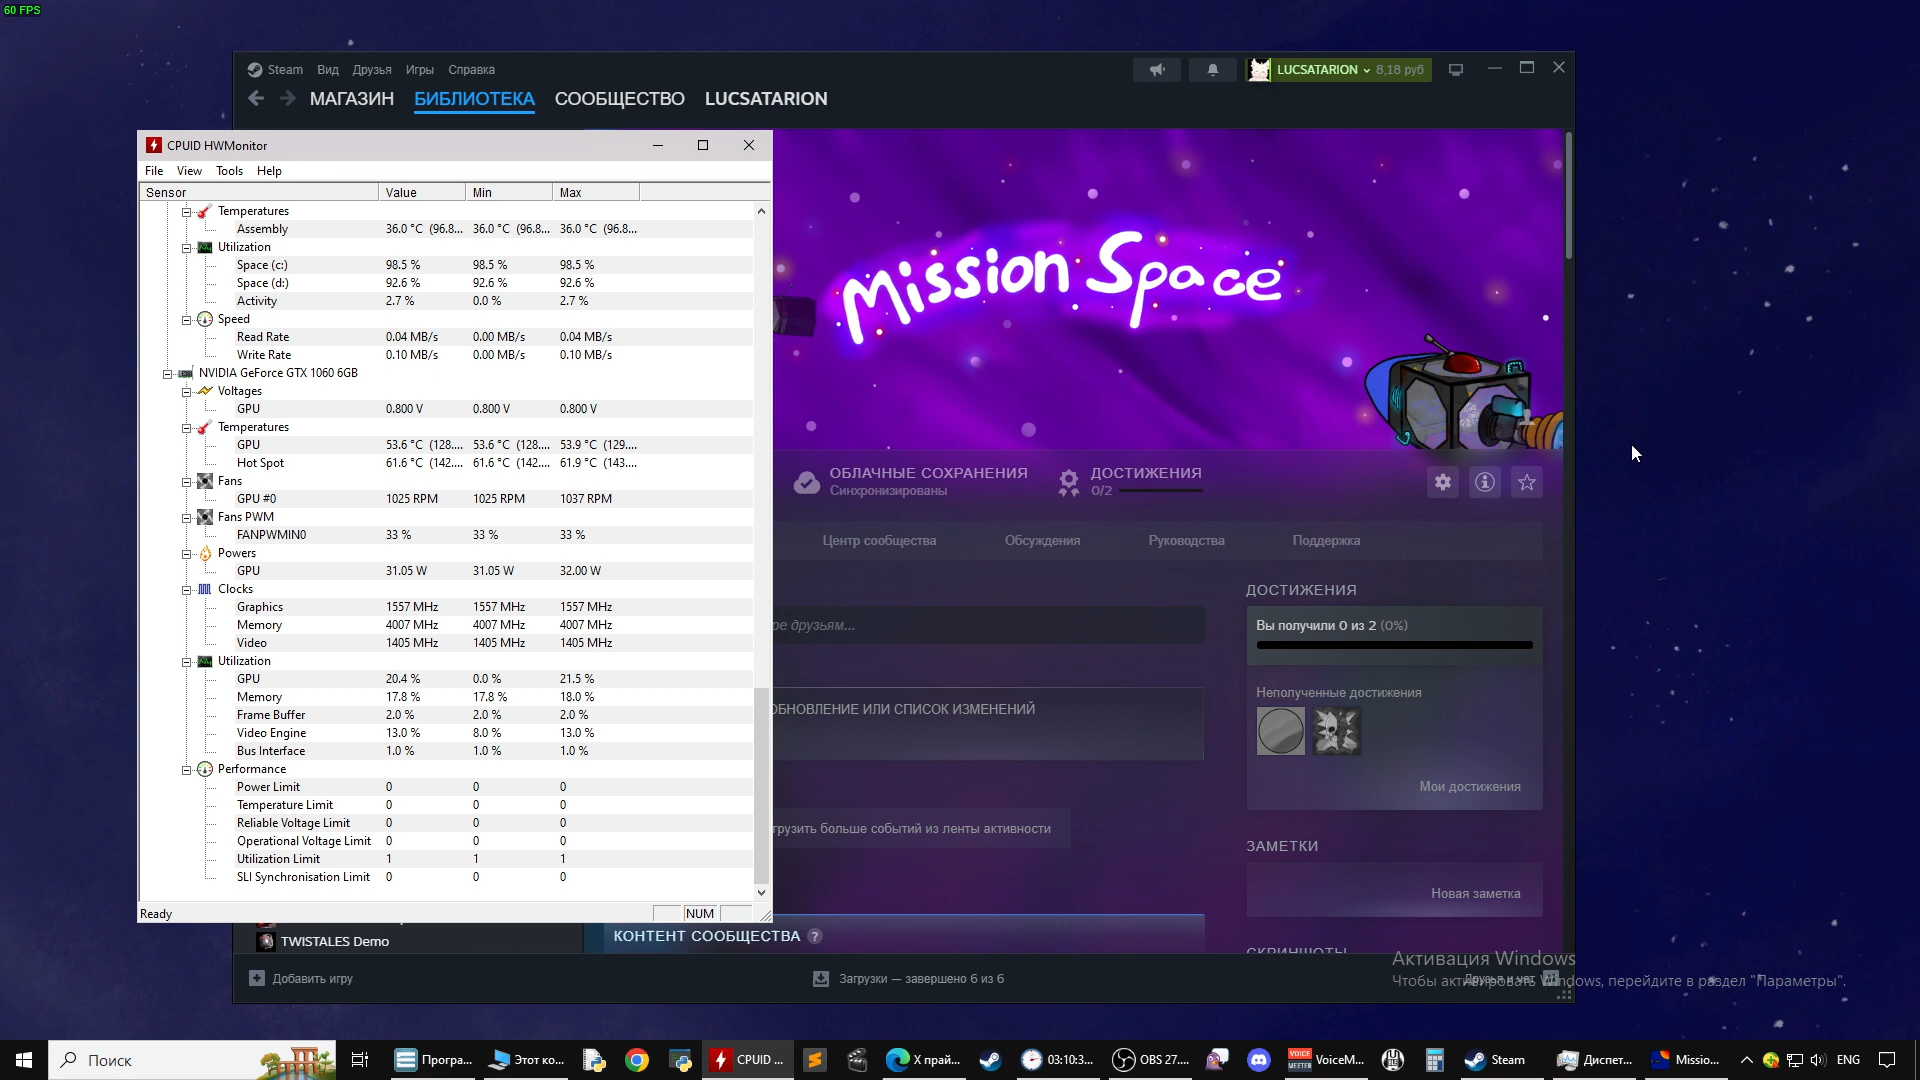 60 FPS
Steam Вид Друзья Игры Справка
LUCSATARION 8,18 руб
МАГАЗИН БИБЛИОТЕКА СООБЩЕСТВО LUCSATARION
CPUID HWMonitor
File View Tools Help
Sensor Value Min Max
Temperatures
Assembly 36.0 °C (96.8... 36.0 °C (96.8... 36.0 °C (96.8...
Utilization
Space (c:) 98.5 % 98.5 % 98.5 %
Space (d:) 92.6 % 92.6 % 92.6 %
Activity 2.7 % 0.0 % 2.7 %
Speed
Read Rate 0.04 MB/s 0.00 MB/s 0.04 MB/s
Write Rate 0.10 MB/s 0.00 MB/s 0.10 MB/s
NVIDIA GeForce GTX 1060 6GB
Voltages
GPU 0.800 V 0.800 V 0.800 V
Temperatures
GPU 53.6 °C (128.... 53.6 °C (128.... 53.9 °C (129....
Hot Spot 61.6 °C (142.... 61.6 °C (142.... 61.9 °C (143....
Fans
GPU #0 1025 RPM 1025 RPM 1037 RPM
Fans PWM
FANPWMIN0 33 % 33 % 33 %
Powers
GPU 31.05 W 31.05 W 32.00 W
Clocks
Graphics 1557 MHz 1557 MHz 1557 MHz
Memory 4007 MHz 4007 MHz 4007 MHz
Video 1405 MHz 1405 MHz 1405 MHz
Utilization
GPU 20.4 % 0.0 % 21.5 %
Memory 17.8 % 17.8 % 18.0 %
Frame Buffer 2.0 % 2.0 % 2.0 %
Video Engine 13.0 % 8.0 % 13.0 %
Bus Interface 1.0 % 1.0 % 1.0 %
Performance
Power Limit 0 0 0
Temperature Limit 0 0 0
Reliable Voltage Limit 0 0 0
Operational Voltage Limit 0 0 0
Utilization Limit 1 1 1
SLI Synchronisation Limit 0 0 0
Ready NUM
Mission Space
ОБЛАЧНЫЕ СОХРАНЕНИЯ
Синхронизированы
ДОСТИЖЕНИЯ
0/2
Центр сообщества Обсуждения Руководства Поддержка
ре друзьям...
ОБНОВЛЕНИЕ ИЛИ СПИСОК ИЗМЕНЕНИЙ
грузить больше событий из ленты активности
ДОСТИЖЕНИЯ
Вы получили 0 из 2 (0%)
Неполученные достижения
Мои достижения
ЗАМЕТКИ
Новая заметка
СКРИНШОТЫ
TWISTALES Demo
КОНТЕНТ СООБЩЕСТВА ?
Добавить игру
Загрузки — завершено 6 из 6
Друзья и чат
Активация Windows
Чтобы активировать Windows, перейдите в раздел "Параметры".
Поиск
Програ...
Этот ко...
CPUID ...
X прай...
03:10:3...
OBS 27....
VOICE MEETER
VoiceM...
Steam
Диспет...
Missio...
ENG